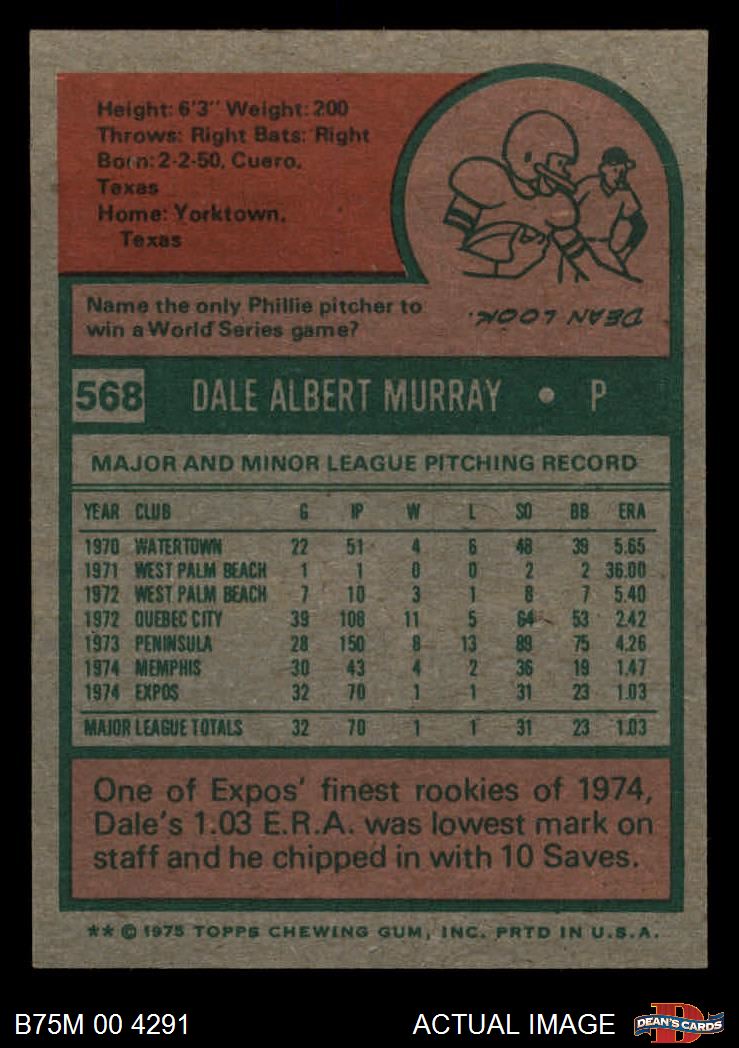 Height: 6'3" Weight: 200
Throws: Right Bats: Right
Born: 2-2-50, Cuero,
Texas
Home: Yorktown,
Texas
Name the only Phillie pitcher to
win a World Series game?
DEAN LOOK.
568 DALE ALBERT MURRAY • P
MAJOR AND MINOR LEAGUE PITCHING RECORD
YEAR CLUB G IP W L SO BB ERA
1970 WATERTOWN 22 51 4 6 48 39 5.65
1971 WEST PALM BEACH 1 1 0 0 2 2 36.00
1972 WEST PALM BEACH 7 10 3 1 8 7 5.40
1972 QUEBEC CITY 39 108 11 5 64 53 2.42
1973 PENINSULA 28 150 8 13 89 75 4.26
1974 MEMPHIS 30 43 4 2 36 19 1.47
1974 EXPOS 32 70 1 1 31 23 1.03
MAJOR LEAGUE TOTALS 32 70 1 1 31 23 1.03
One of Expos' finest rookies of 1974,
Dale's 1.03 E.R.A. was lowest mark on
staff and he chipped in with 10 Saves.
** © 1975 TOPPS CHEWING GUM, INC. PRTD IN U.S.A.
B75M 00 4291 ACTUAL IMAGE DEAN'S CARDS